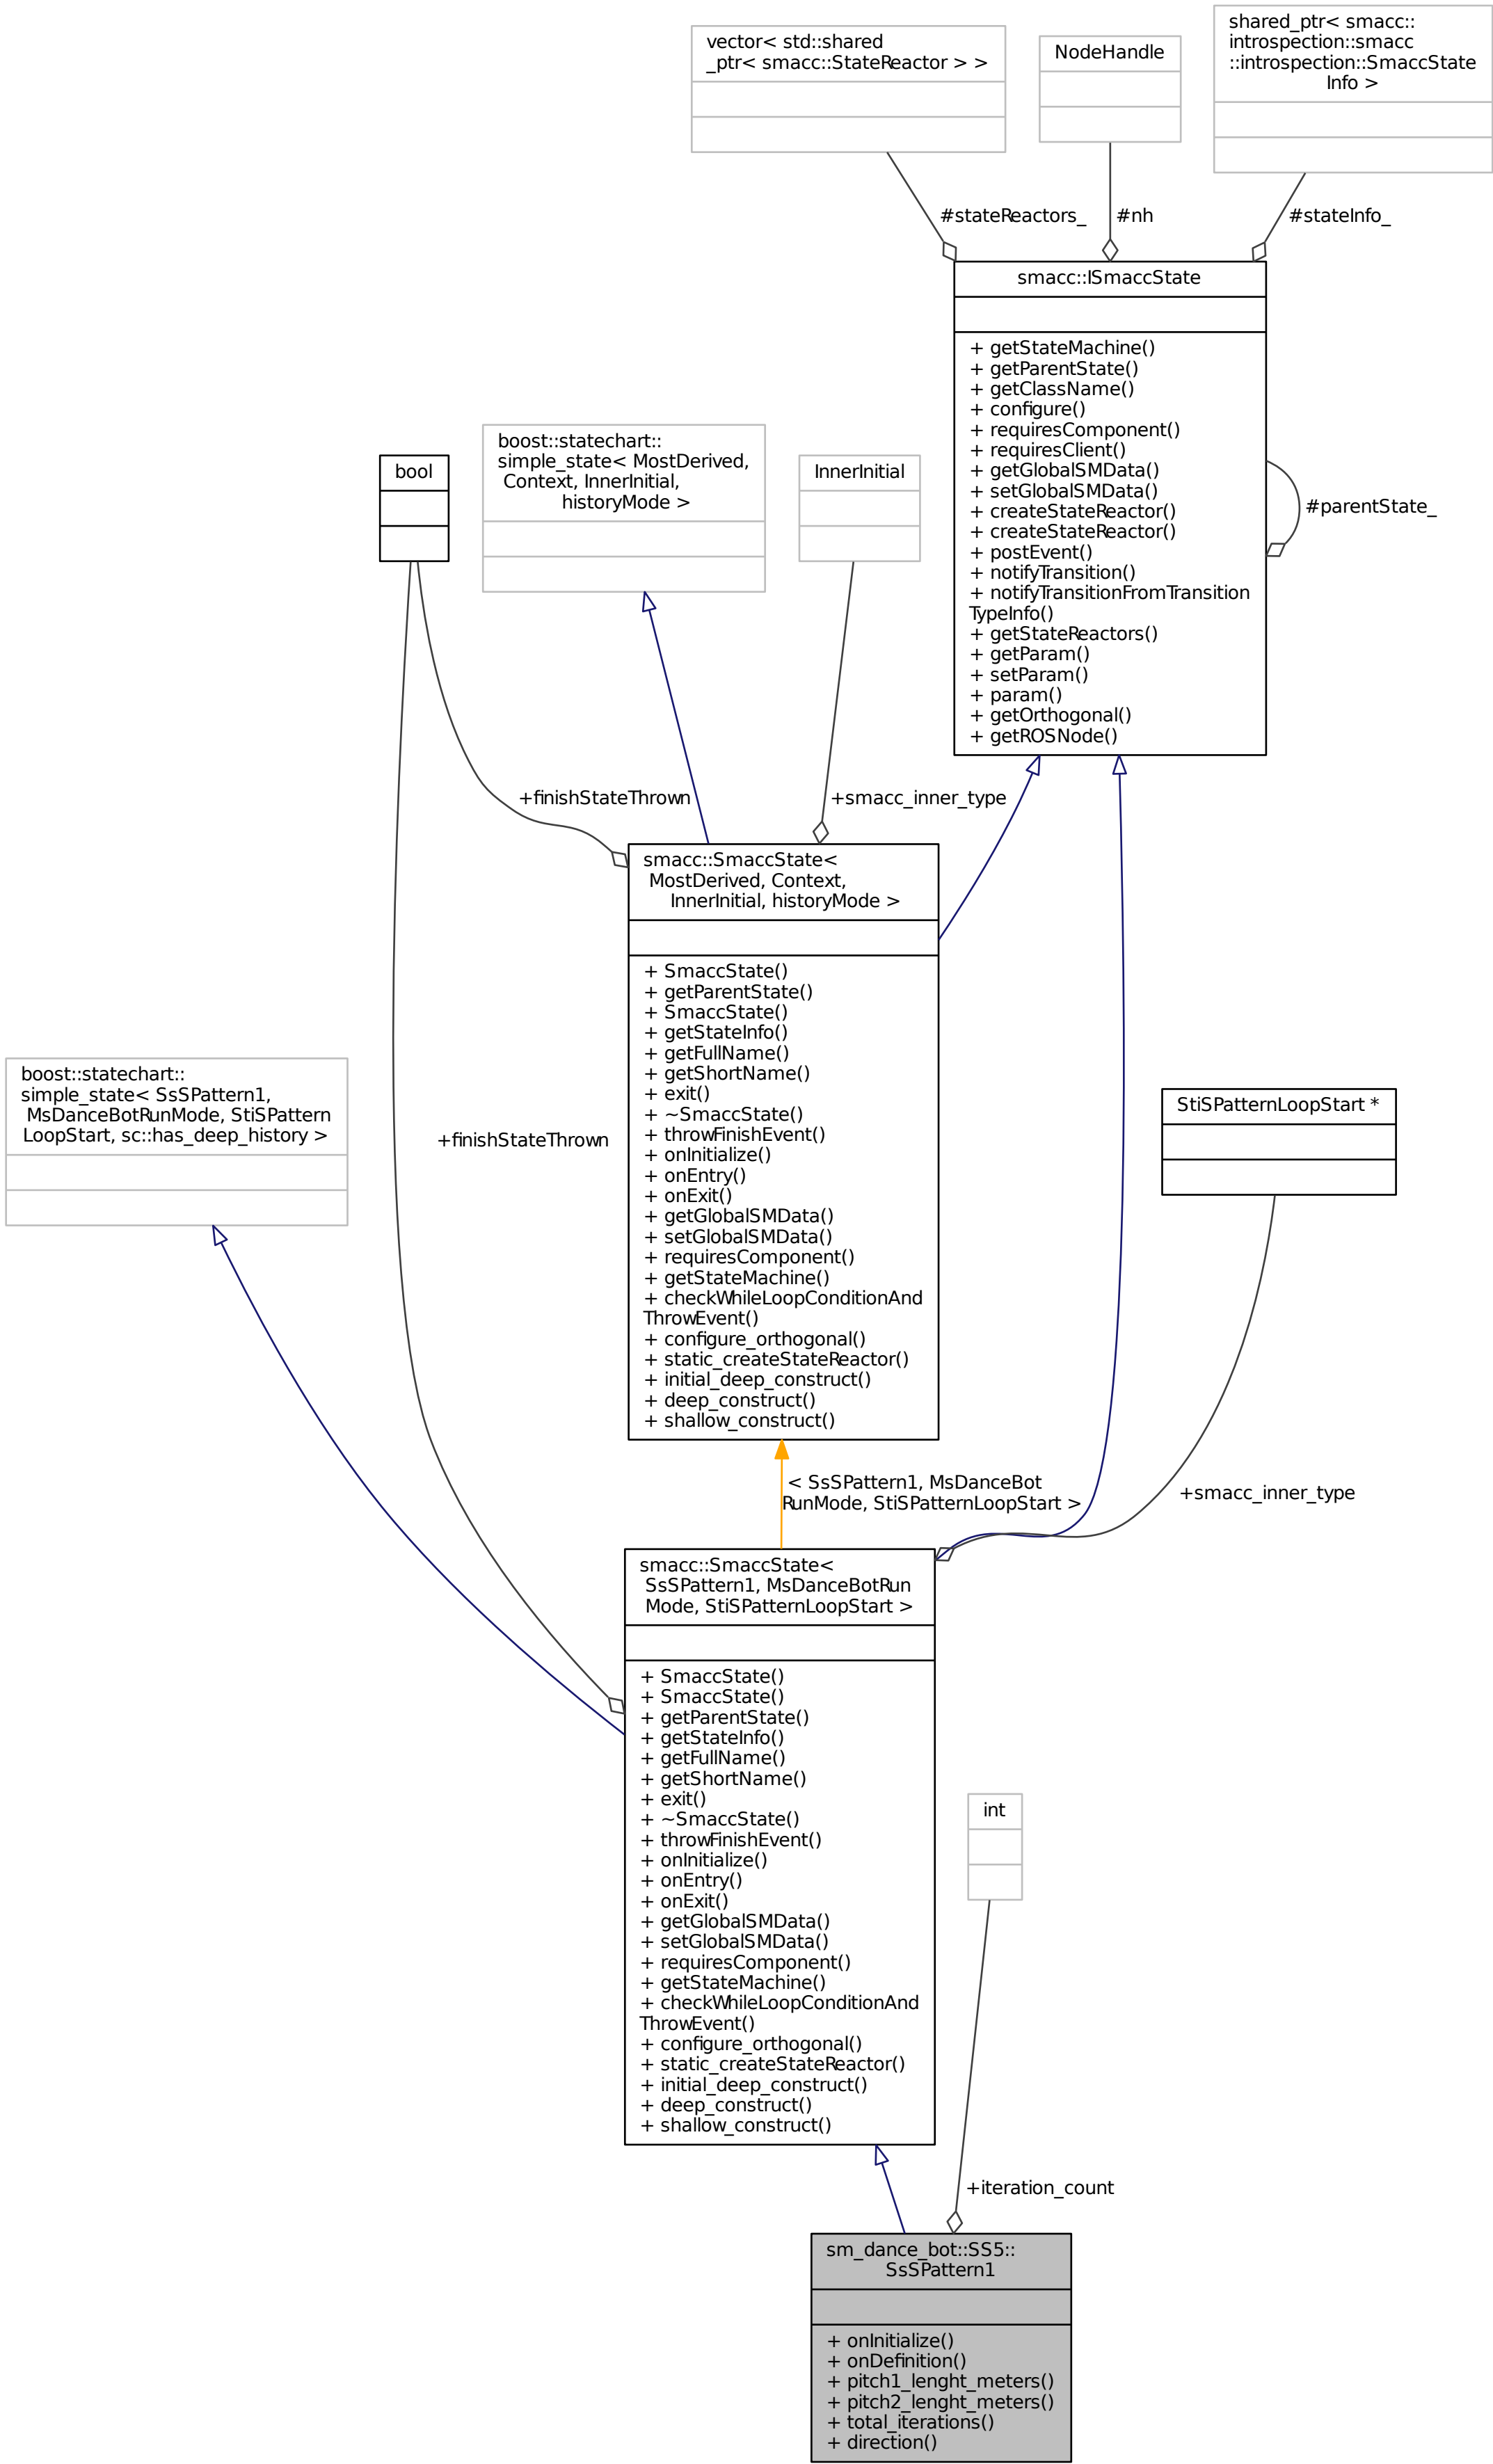 vector< std::shared
_ptr< smacc::StateReactor > >
NodeHandle
shared_ptr< smacc::
introspection::smacc
::introspection::SmaccState
Info >
#stateReactors_
#nh
#stateInfo_
smacc::ISmaccState
+ getStateMachine()
+ getParentState()
+ getClassName()
+ configure()
+ requiresComponent()
+ requiresClient()
+ getGlobalSMData()
+ setGlobalSMData()
+ createStateReactor()
+ createStateReactor()
+ postEvent()
+ notifyTransition()
+ notifyTransitionFromTransition
TypeInfo()
+ getStateReactors()
+ getParam()
+ setParam()
+ param()
+ getOrthogonal()
+ getROSNode()
#parentState_
bool
boost::statechart::
simple_state< MostDerived,
Context, InnerInitial,
historyMode >
InnerInitial
+finishStateThrown
+smacc_inner_type
smacc::SmaccState<
MostDerived, Context,
InnerInitial, historyMode >
+ SmaccState()
+ getParentState()
+ SmaccState()
+ getStateInfo()
+ getFullName()
+ getShortName()
+ exit()
+ ~SmaccState()
+ throwFinishEvent()
+ onInitialize()
+ onEntry()
+ onExit()
+ getGlobalSMData()
+ setGlobalSMData()
+ requiresComponent()
+ getStateMachine()
+ checkWhileLoopConditionAnd
ThrowEvent()
+ configure_orthogonal()
+ static_createStateReactor()
+ initial_deep_construct()
+ deep_construct()
+ shallow_construct()
boost::statechart::
simple_state< SsSPattern1,
MsDanceBotRunMode, StiSPattern
LoopStart, sc::has_deep_history >
+finishStateThrown
StiSPatternLoopStart *
< SsSPattern1, MsDanceBot
RunMode, StiSPatternLoopStart >
+smacc_inner_type
smacc::SmaccState<
SsSPattern1, MsDanceBotRun
Mode, StiSPatternLoopStart >
+ SmaccState()
+ SmaccState()
+ getParentState()
+ getStateInfo()
+ getFullName()
+ getShortName()
+ exit()
+ ~SmaccState()
+ throwFinishEvent()
+ onInitialize()
+ onEntry()
+ onExit()
+ getGlobalSMData()
+ setGlobalSMData()
+ requiresComponent()
+ getStateMachine()
+ checkWhileLoopConditionAnd
ThrowEvent()
+ configure_orthogonal()
+ static_createStateReactor()
+ initial_deep_construct()
+ deep_construct()
+ shallow_construct()
int
+iteration_count
sm_dance_bot::SS5::
SsSPattern1
+ onInitialize()
+ onDefinition()
+ pitch1_lenght_meters()
+ pitch2_lenght_meters()
+ total_iterations()
+ direction()